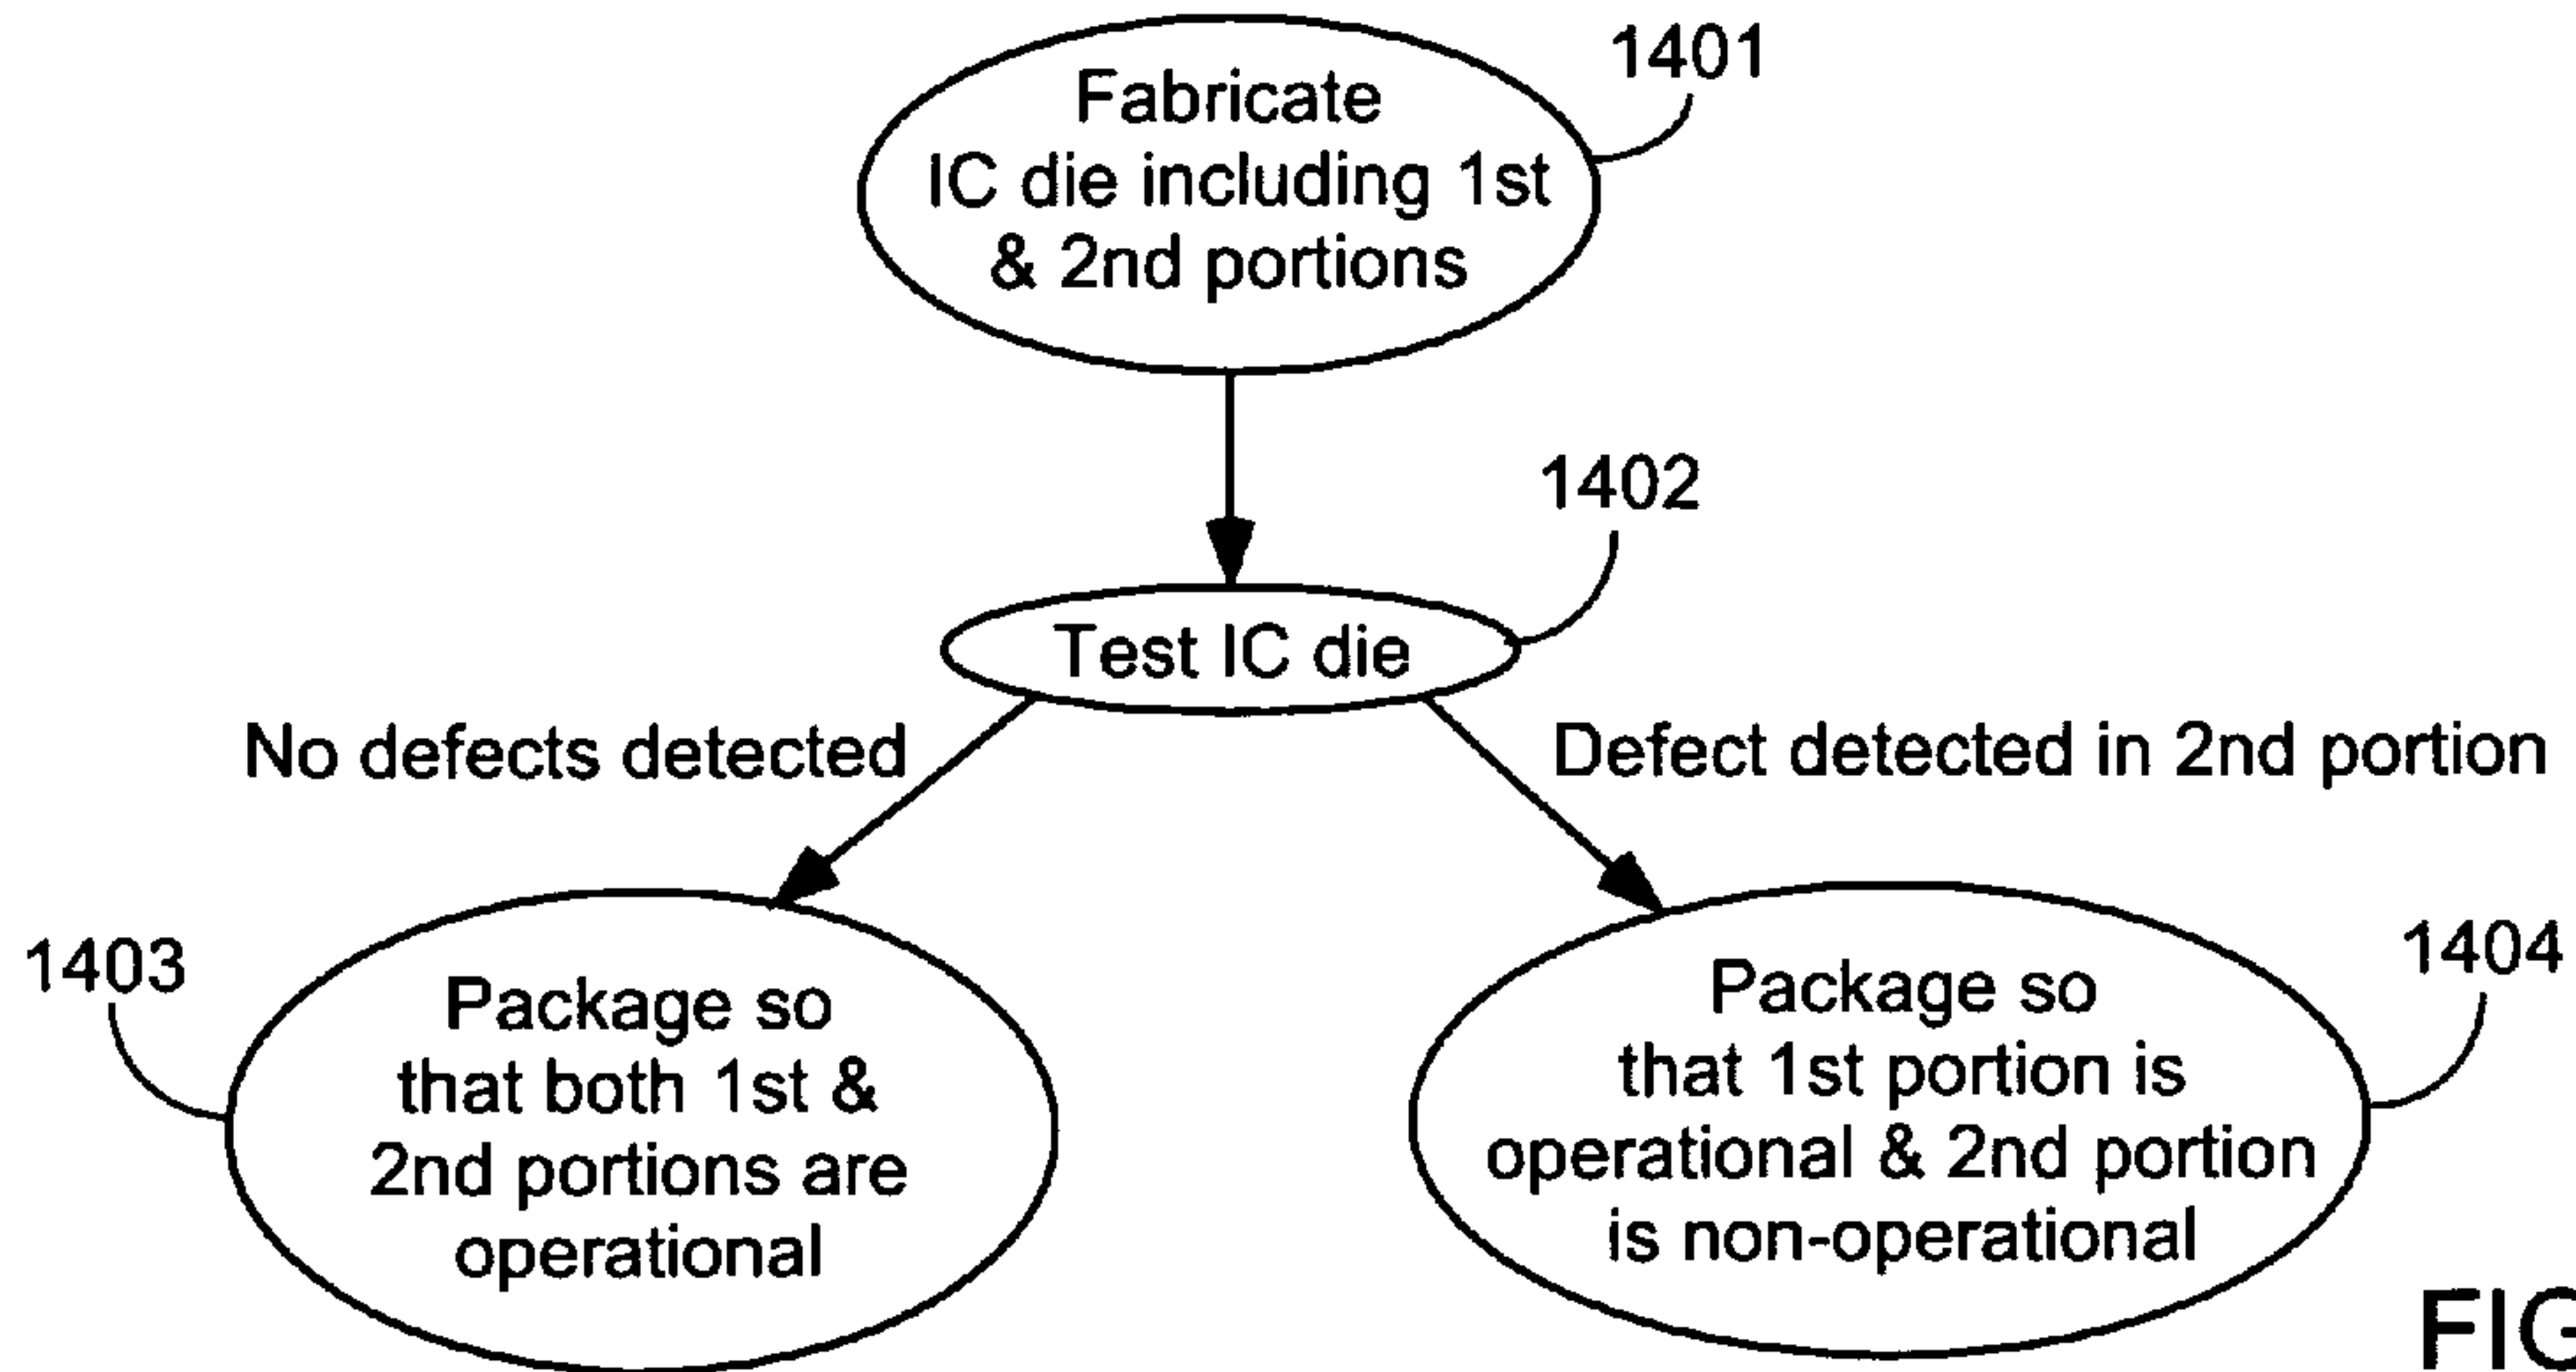 Fabricate
IC die including 1st
& 2nd portions
1401
1402
Test IC die
No defects detected
Defect detected in 2nd portion
1403
Package so
that both 1st &
2nd portions are
operational
1404
Package so
that 1st portion is
operational & 2nd portion
is non-operational
FIG